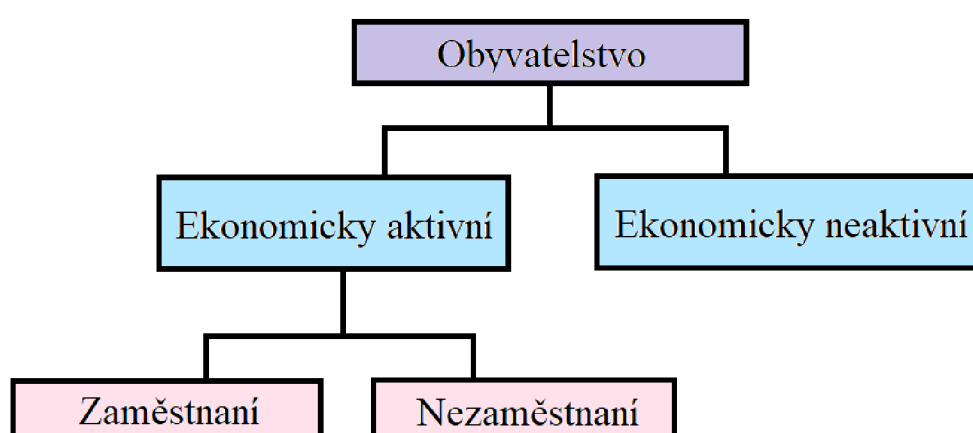 Obyvatelstvo
Ekonomicky aktivní
Ekonomicky neaktivní
Zaměstnaní
Nezaměstnaní